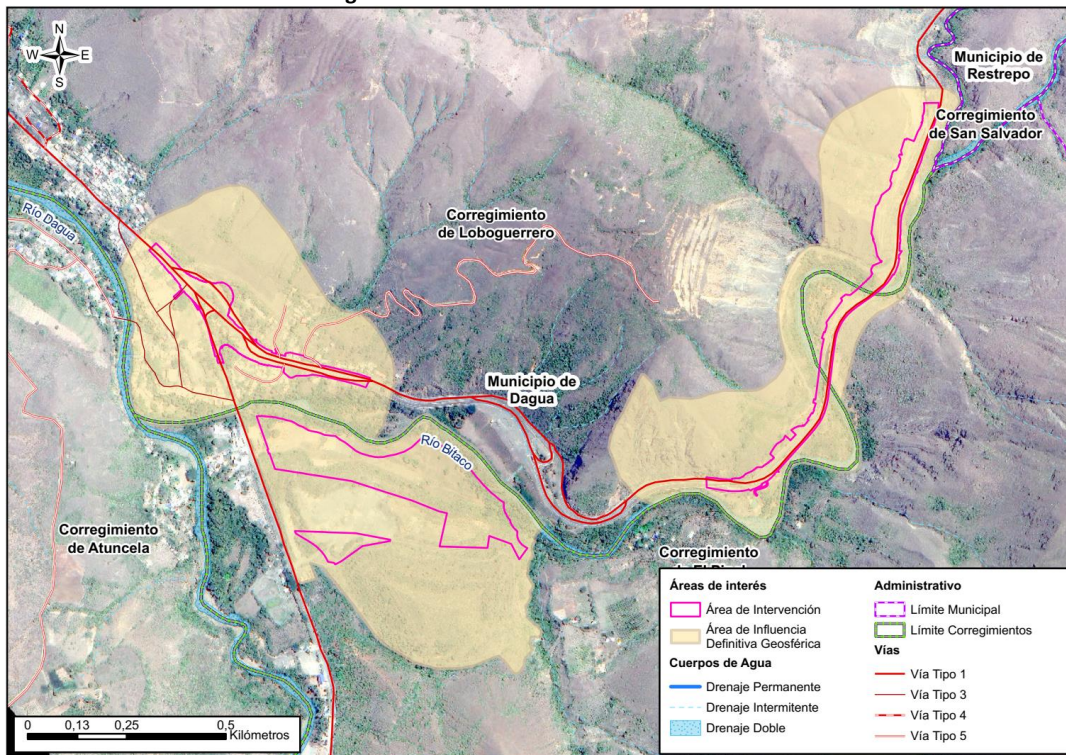 N
W E
S
Municipio de
Restrepo
Corregimiento
de San Salvador
Río Dagua
Corregimiento
de Loboguerrero
Municipio de
Dagua
Río Bitaco
Corregimiento
de Atuncela
Corregimiento
Áreas de interés
Área de Intervención
Área de Influencia
Definitiva Geosférica
Cuerpos de Agua
Drenaje Permanente
Drenaje Intermitente
Drenaje Doble
Administrativo
Límite Municipal
Límite Corregimientos
Vías
Vía Tipo 1
Vía Tipo 3
Vía Tipo 4
Vía Tipo 5
0 0,13 0,25 0,5
Kilómetros